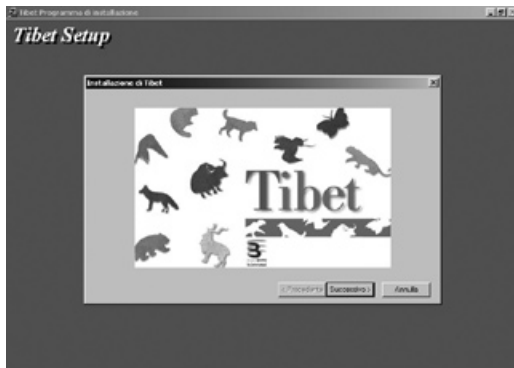 Tibet Programma di installazione
Tibet Setup
Installazione di Tibet
Tibet
< Precedente Successivo > Annulla